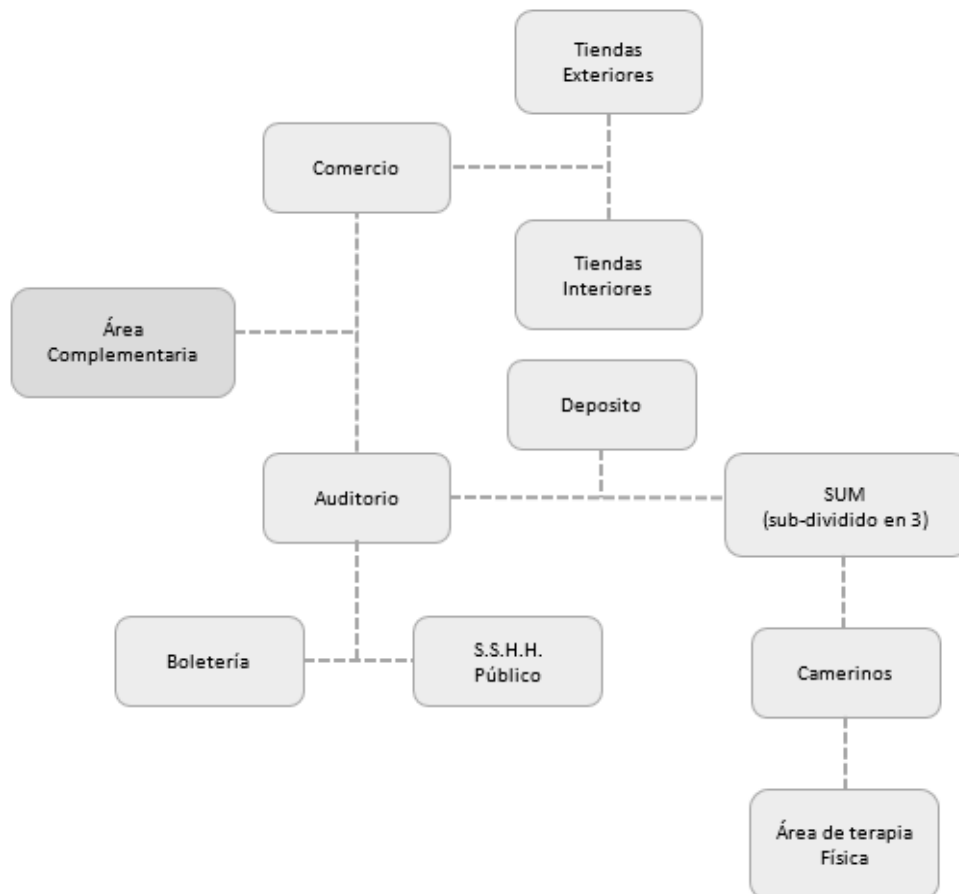 Tiendas
Exteriores
Comercio
Tiendas
Interiores
Área
Complementaria
Deposito
Auditorio
SUM
(sub-dividido en 3)
Boletería
S.S.H.H.
Público
Camerinos
Área de terapia
Física